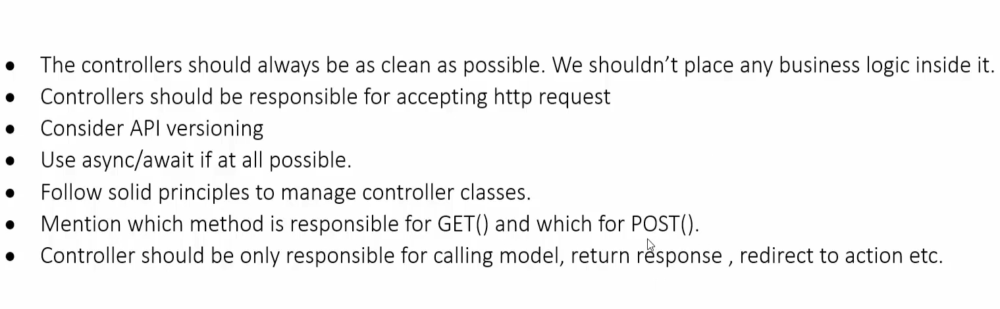 • The controllers should always be as clean as possible. We shouldn’t place any business logic inside it.
• Controllers should be responsible for accepting http request
• Consider API versioning
• Use async/await if at all possible.
• Follow solid principles to manage controller classes.
• Mention which method is responsible for GET() and which for POST().
• Controller should be only responsible for calling model, return response , redirect to action etc.